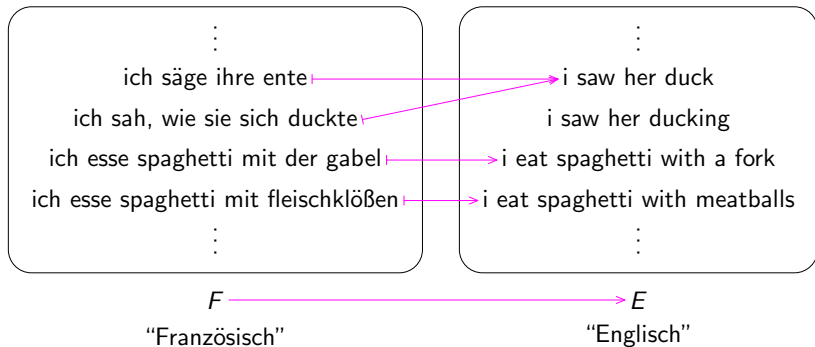 ich säge ihre ente
i saw her duck
ich sah, wie sie sich duckte
i saw her ducking
ich esse spaghetti mit der gabel
i eat spaghetti with a fork
ich esse spaghetti mit fleischklößen
i eat spaghetti with meatballs
F
E
“Französisch”
“Englisch”